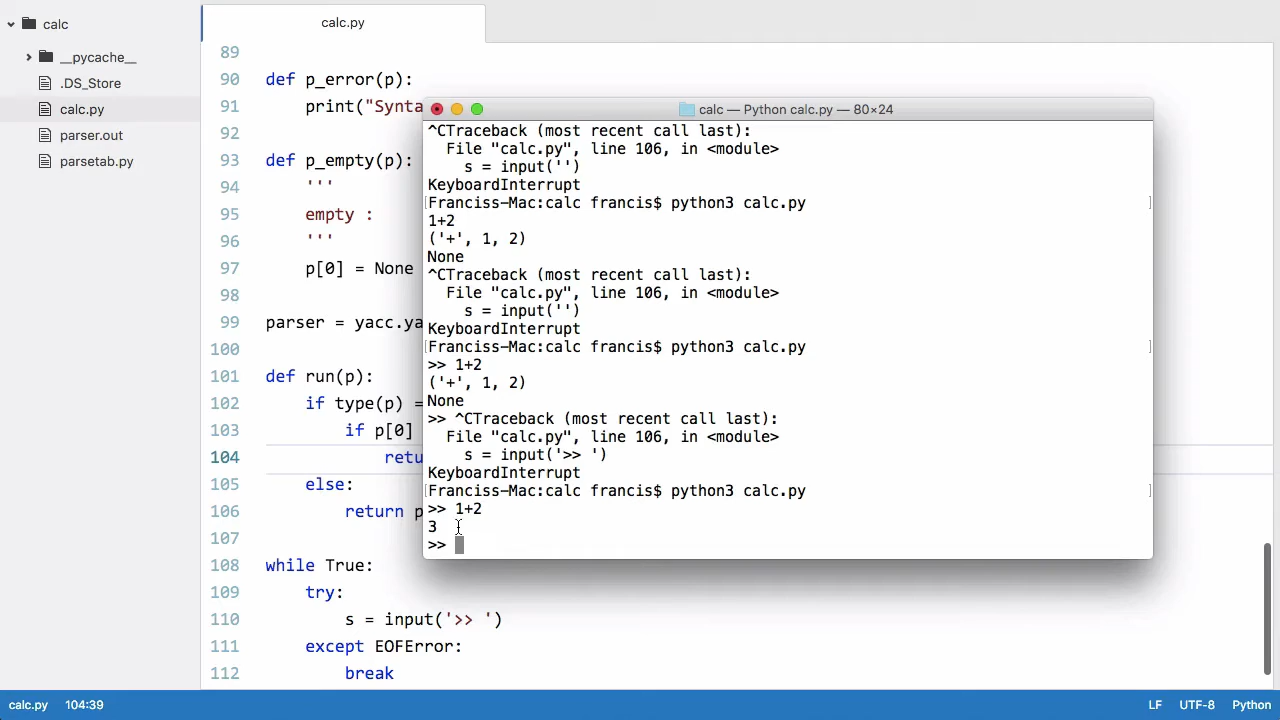 calc
__pycache__
.DS_Store
calc.py
parser.out
parsetab.py
calc.py
89
90 def p_error(p):
91 print("Synta
92
93 def p_empty(p):
94 '''
95 empty :
96 '''
97 p[0] = None
98
99 parser = yacc.ya
100
101 def run(p):
102 if type(p) =
103 if p[0]
104 retu
105 else:
106 return p
107
108 while True:
109 try:
110 s = input('>> ')
111 except EOFError:
112 break
calc — Python calc.py — 80×24
^CTraceback (most recent call last):
File "calc.py", line 106, in <module>
s = input('')
KeyboardInterrupt
[Franciss-Mac:calc francis$ python3 calc.py ]
1+2
('+', 1, 2)
None
^CTraceback (most recent call last):
File "calc.py", line 106, in <module>
s = input('')
KeyboardInterrupt
[Franciss-Mac:calc francis$ python3 calc.py ]
>> 1+2
('+', 1, 2)
None
>> ^CTraceback (most recent call last):
File "calc.py", line 106, in <module>
s = input('>> ')
KeyboardInterrupt
[Franciss-Mac:calc francis$ python3 calc.py ]
>> 1+2
3
>>
calc.py 104:39 LF UTF-8 Python